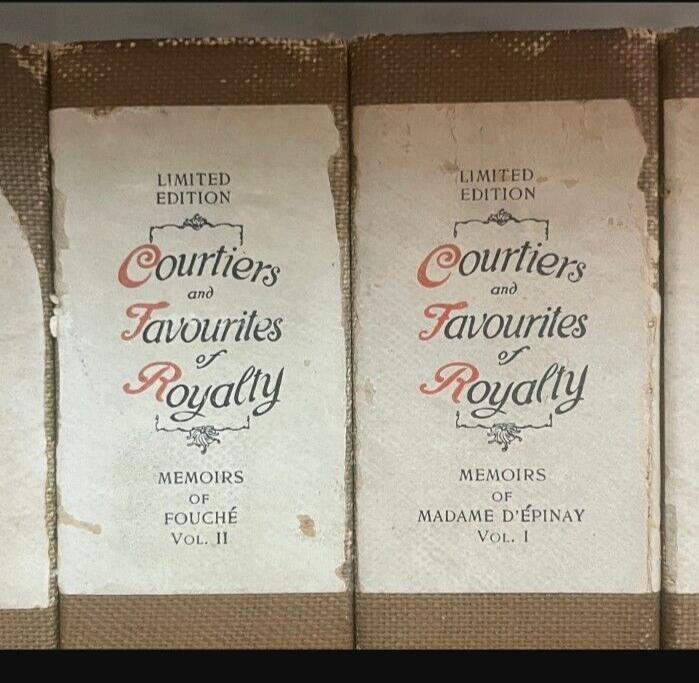 LIMITED
EDITION
Courtiers
and
Favourites
of
Royalty
MEMOIRS
OF
FOUCHÉ
VOL. II
LIMITED
EDITION
Courtiers
and
Favourites
of
Royalty
MEMOIRS
OF
MADAME D'ÉPINAY
VOL. I